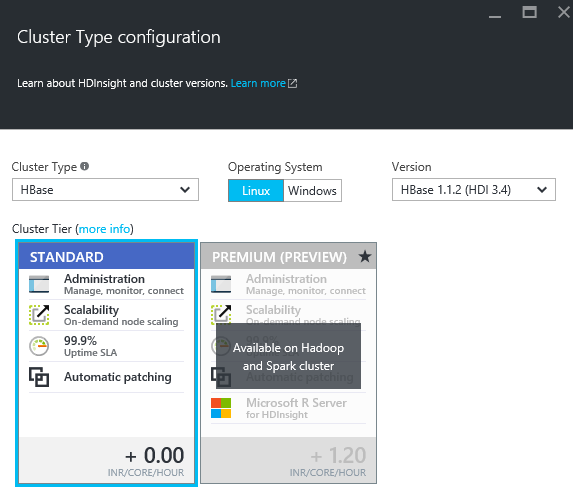 Cluster Type configuration
Learn about HDInsight and cluster versions. Learn more
Cluster Type
Operating System
Version
HBase
Linux
Windows
HBase 1.1.2 (HDI 3.4)
Cluster Tier (more info)
STANDARD
Administration
Manage, monitor, connect
Scalability
On-demand node scaling
99.9%
Uptime SLA
Automatic patching
+ 0.00
INR/CORE/HOUR
PREMIUM (PREVIEW)
Administration
Manage, monitor, connect
Scalability
On-demand node scaling
Available on Hadoop
and Spark cluster
Automatic patching
Microsoft R Server
for HDInsight
+ 1.20
INR/CORE/HOUR